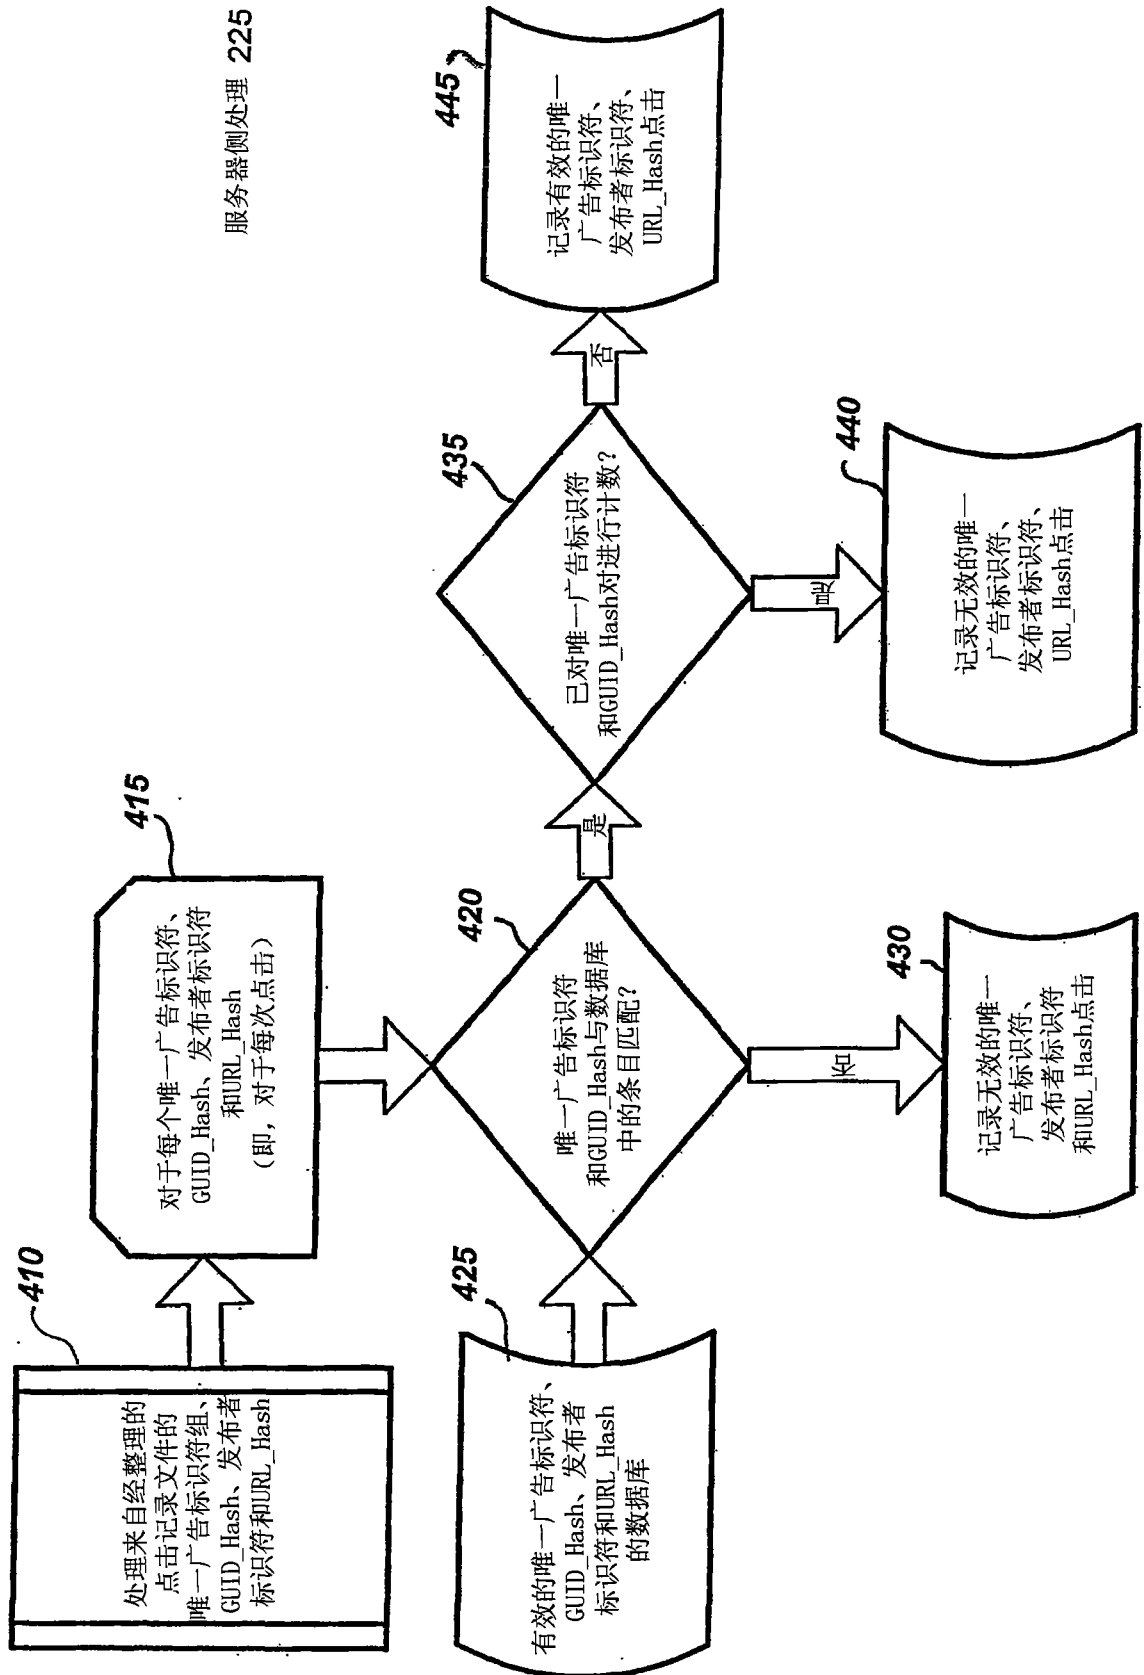 服务器侧处理 225
410
处理来自经整理的
点击记录文件的
唯一广告标识符组、
GUID_Hash、发布者
标识符和URL_Hash
415
对于每个唯一广告标识符、
GUID_Hash、发布者标识符
和URL_Hash
(即，对于每次点击)
425
有效的唯一广告标识符、
GUID_Hash、发布者
标识符和URL_Hash
的数据库
420
唯一广告标识符
和GUID_Hash与数据库
中的条目匹配？
否
430
记录无效的唯一
广告标识符、
发布者标识符
和URL_Hash点击
是
435
已对唯一广告标识符
和GUID_Hash对进行计数？
是
440
记录无效的唯一
广告标识符、
发布者标识符、
URL_Hash点击
否
445
记录有效的唯一
广告标识符、
发布者标识符、
URL_Hash点击